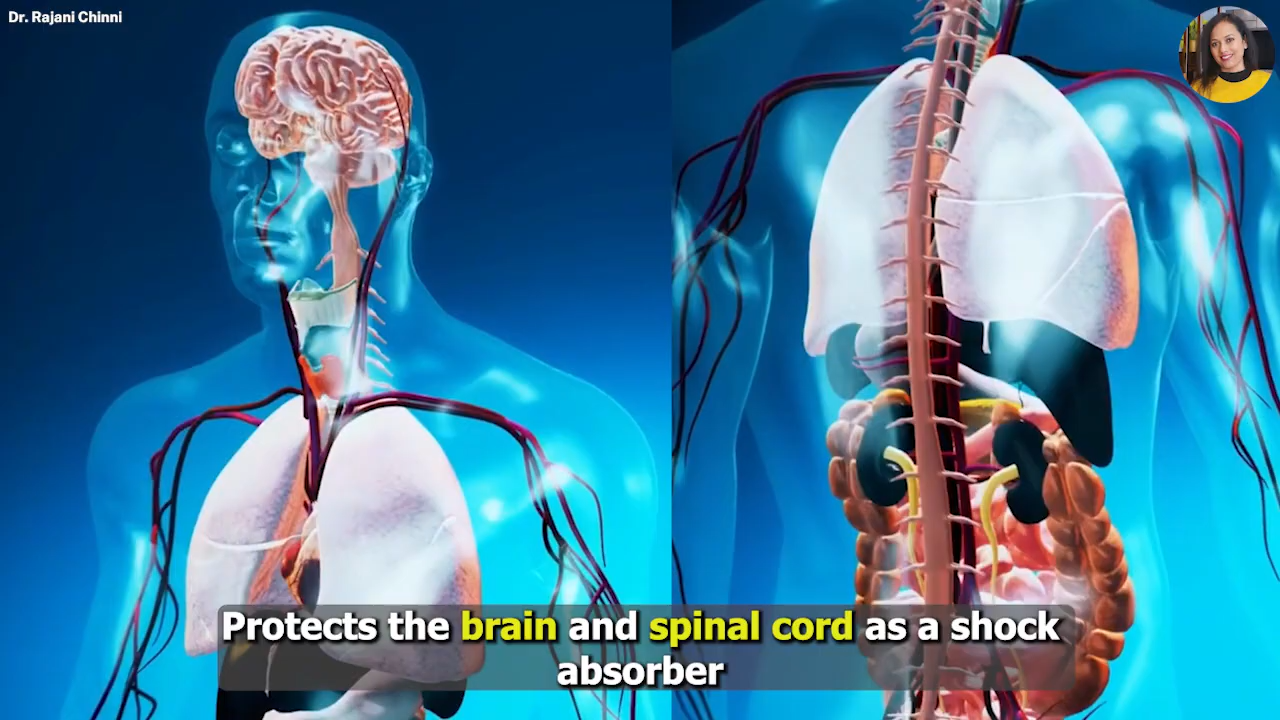 Dr. Rajani Chinni
Protects the brain and spinal cord as a shock
absorber